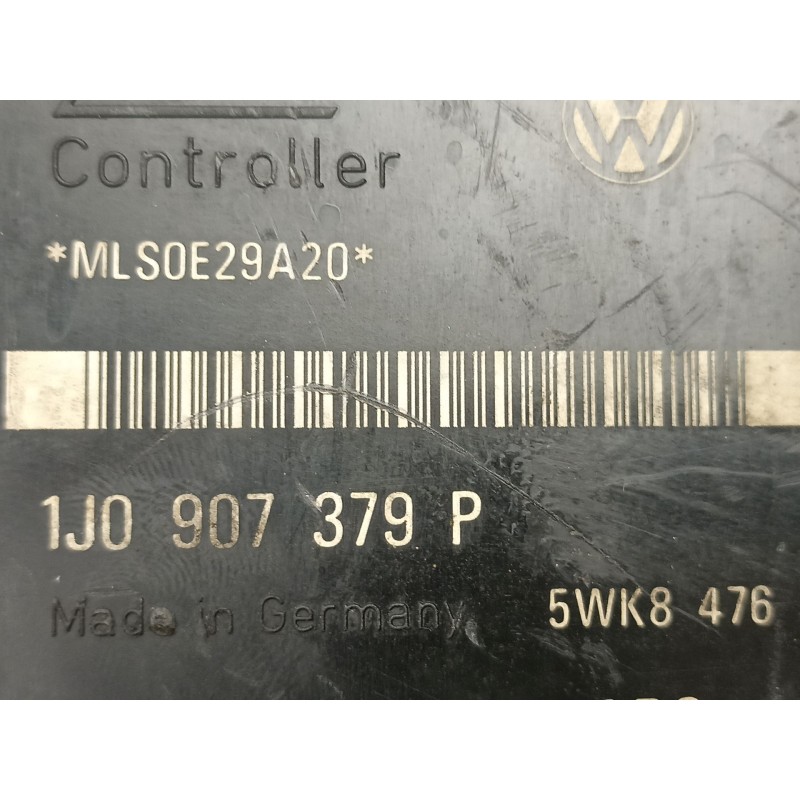 Controller
*MLS0E29A20*
1J0 907 379 P
Made in Germany
5WK8 476